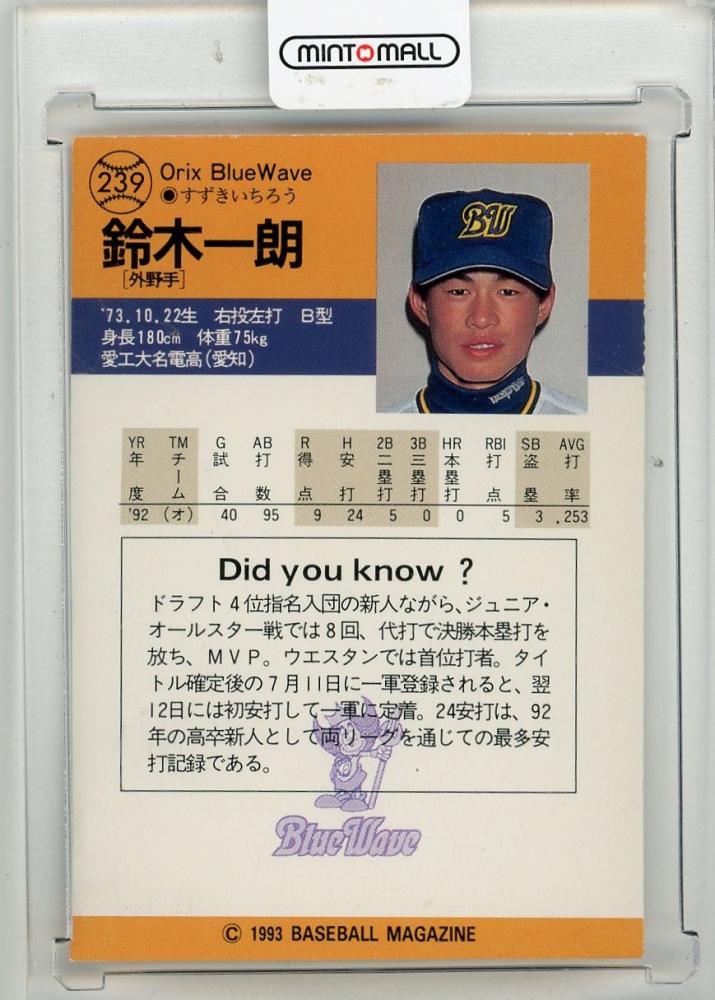 MINT MALL
239
Orix BlueWave
●すずきいちろう
鈴木一朗
[外野手]
'73.10.22生 右投左打 B型
身長180cm 体重75kg
愛工大名電高(愛知)
BW
YR TM G AB R H 2B 3B HR RBI SB AVG
年度 チーム 試合 打数 得点 安打 二塁打 三塁打 本塁打 打点 盗塁 打率
'92 (オ) 40 95 9 24 5 0 0 5 3 .253
Did you know ?
ドラフト4位指名入団の新人ながら、ジュニア・
オールスター戦では8回、代打で決勝本塁打を
放ち、MVP。ウエスタンでは首位打者。タイ
トル確定後の7月11日に一軍登録されると、翌
12日には初安打して一軍に定着。24安打は、92
年の高卒新人として両リーグを通じての最多安
打記録である。
BlueWave
© 1993 BASEBALL MAGAZINE